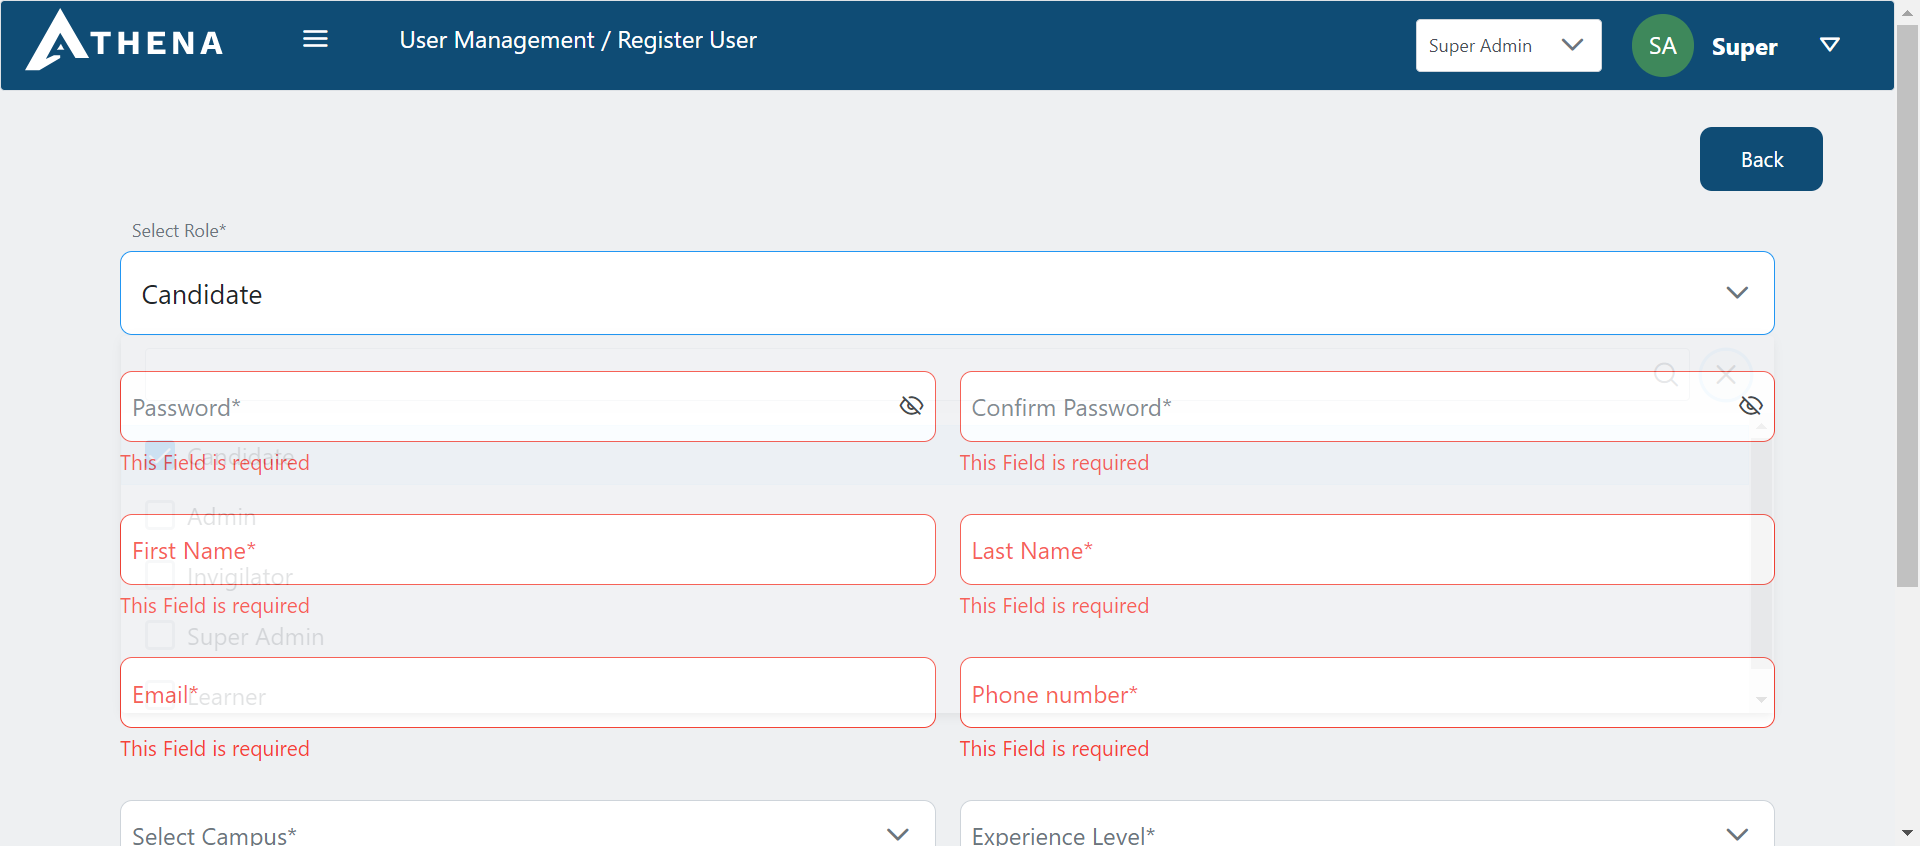 ATHENA
User Management / Register User
Super Admin
SA
Super
Back
Select Role*
Candidate
Password*
Confirm Password*
Candidate
This Field is required
This Field is required
Admin
First Name*
Last Name*
Invigilator
This Field is required
This Field is required
Super Admin
Email*
Learner
Phone number*
This Field is required
This Field is required
Select Campus*
Experience Level*